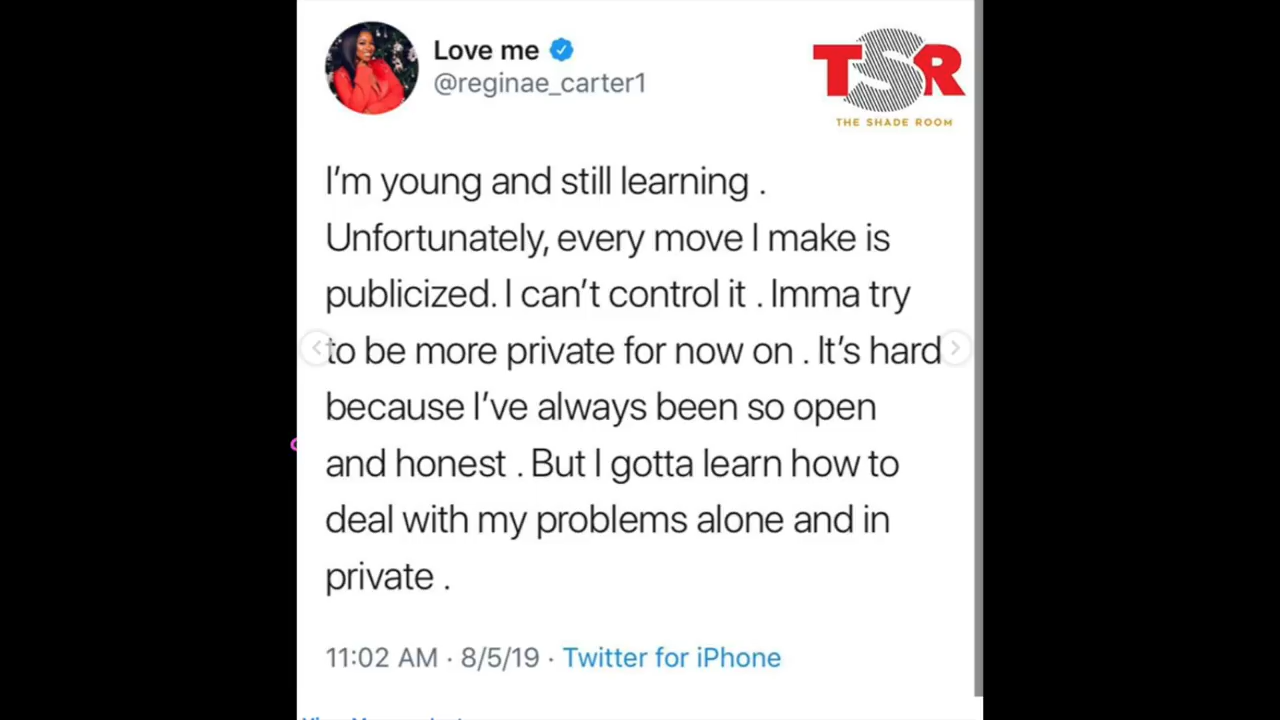 Love me
@reginae_carter1
TSR
THE SHADE ROOM
I'm young and still learning .
Unfortunately, every move I make is
publicized. I can't control it . Imma try
to be more private for now on . It's hard
because I've always been so open
and honest . But I gotta learn how to
deal with my problems alone and in
private .
11:02 AM · 8/5/19 · Twitter for iPhone